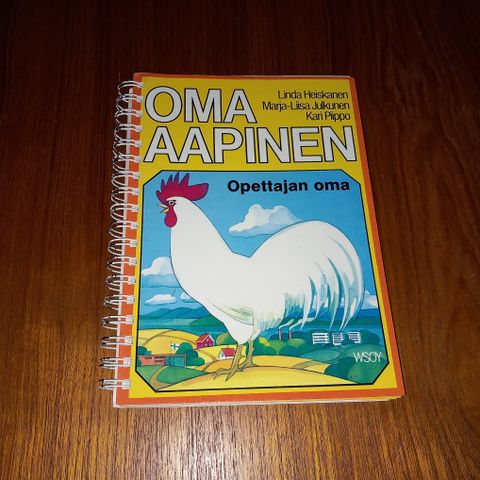 Linda Heiskanen
Marja-Liisa Julkunen
Kari Piippo
OMA
AAPINEN
Opettajan oma
WSOY